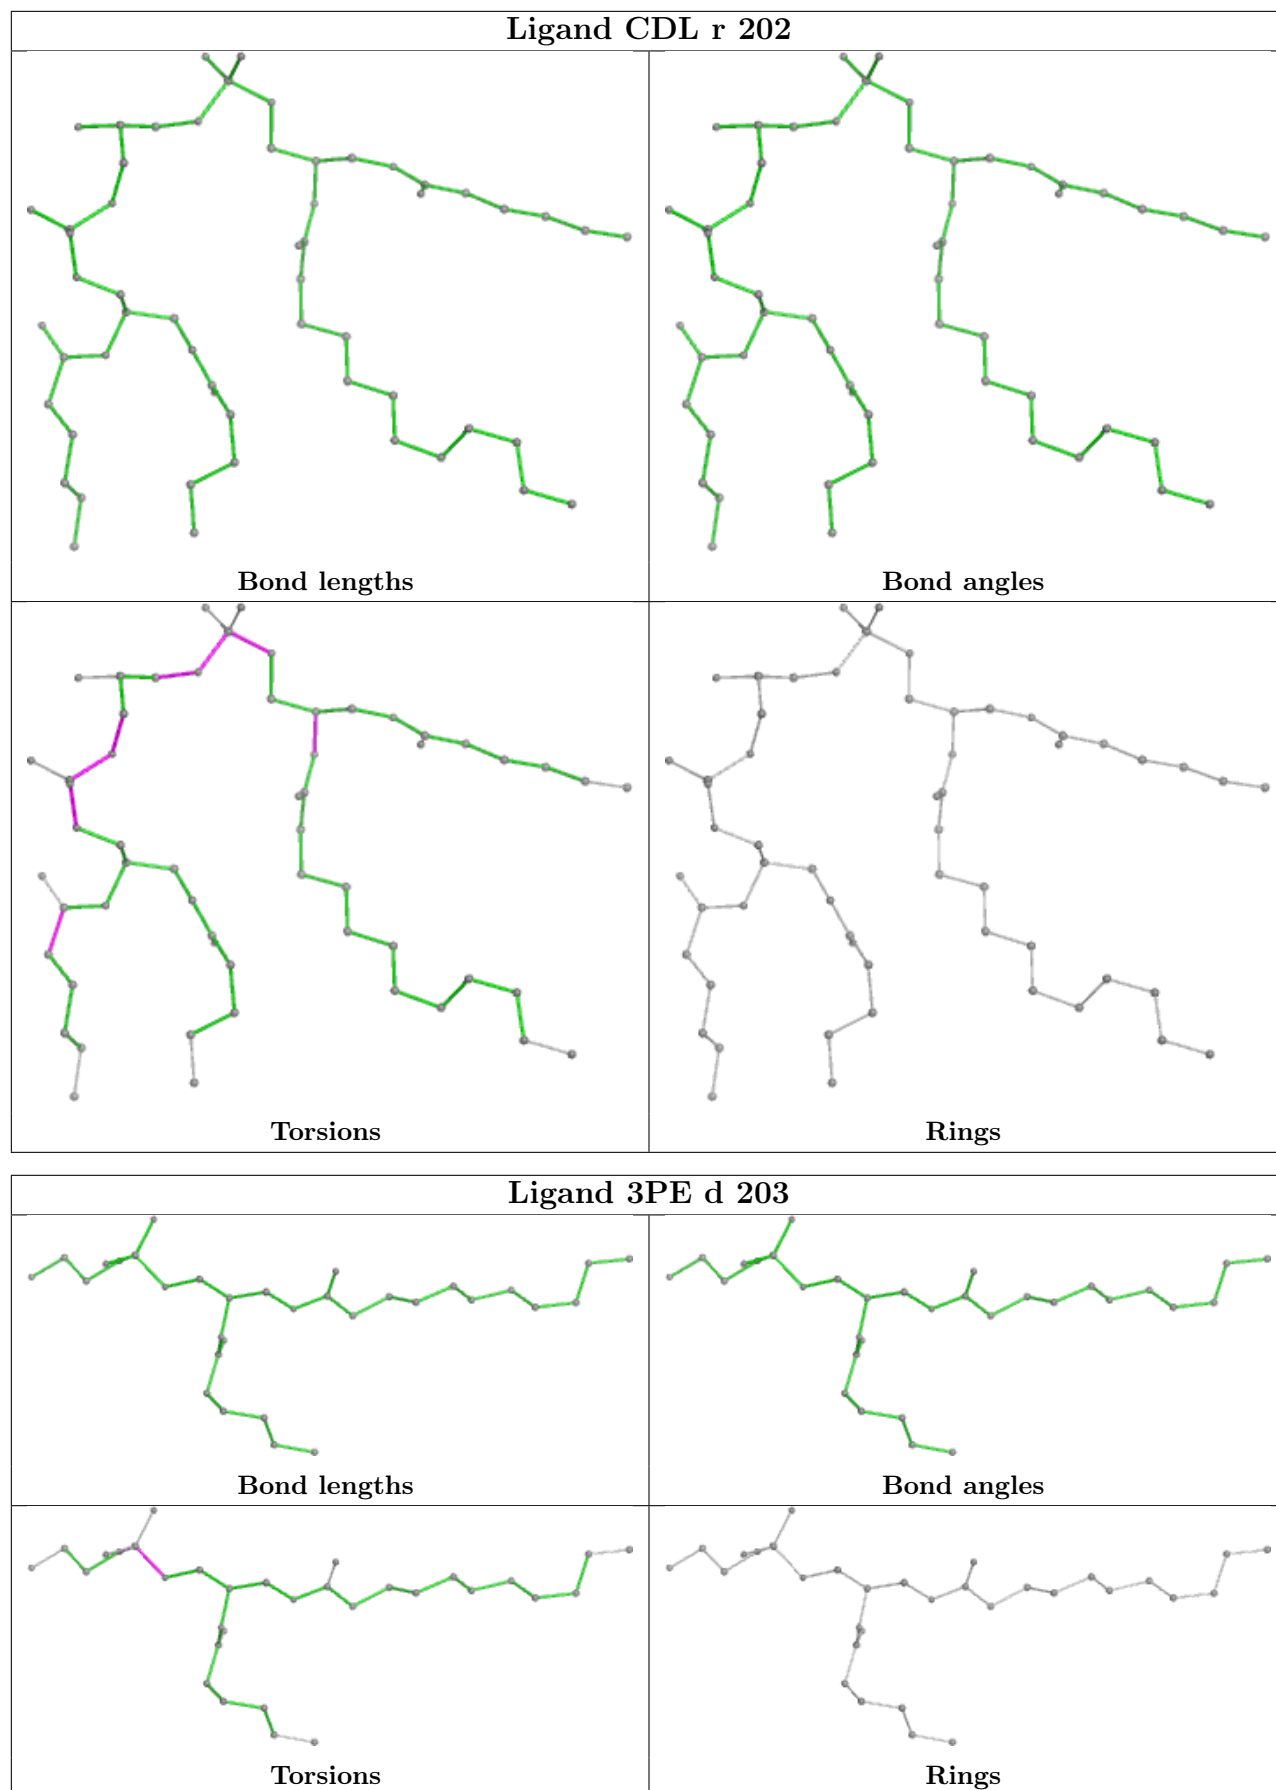 Ligand CDL r 202
Bond lengths
Bond angles
Torsions
Rings
Ligand 3PE d 203
Bond lengths
Bond angles
Torsions
Rings